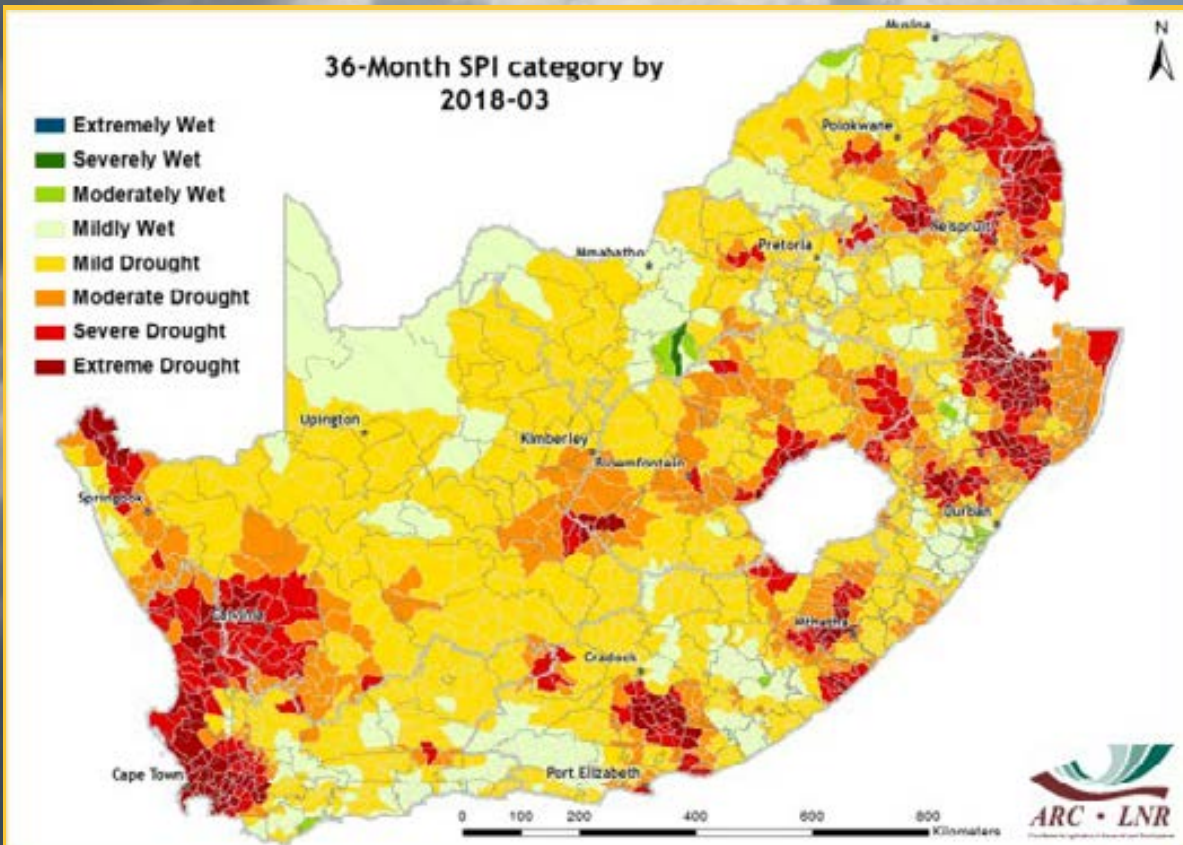 36-Month SPI category by
2018-03
N
Extremely Wet
Severely Wet
Moderately Wet
Mildly Wet
Mild Drought
Moderate Drought
Severe Drought
Extreme Drought
Musina
Polokwane
Nelspruit
Pretoria
Mmabatho
Upington
Kimberley
Bloemfontein
Springbok
Durban
Calvinia
Mthatha
Cradock
Cape Town
Port Elizabeth
0 100 200 400 600 800
Kilometers
ARC • LNR